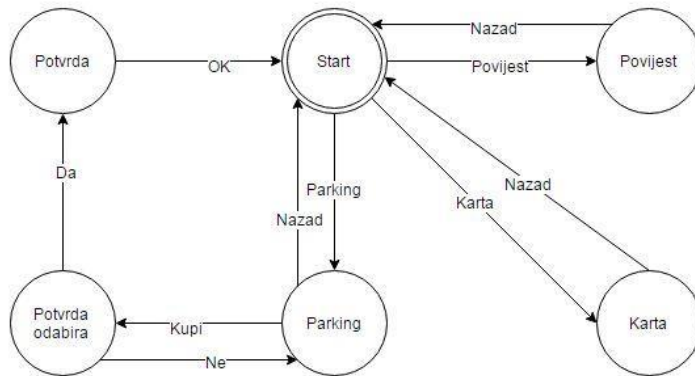 Nazad
Potvrda
OK
Start
Povijest
Povijest
Da
Parking
Nazad
Karta
Nazad
Potvrda
odabira
Kupi
Ne
Parking
Karta